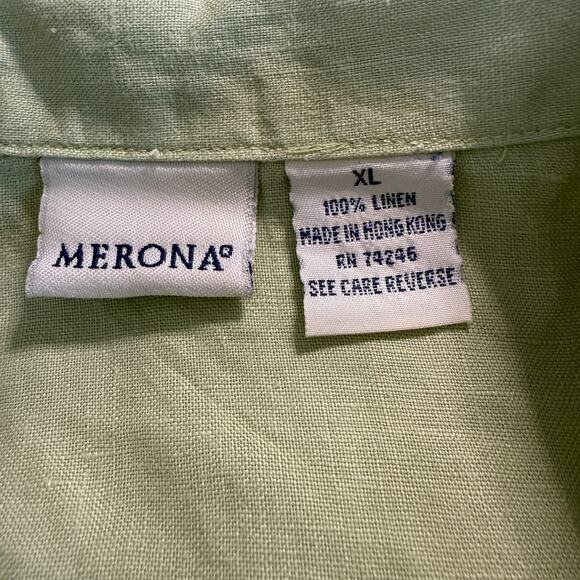 MERONA®
XL
100% LINEN
MADE IN HONG KONG
RN 74246
SEE CARE REVERSE